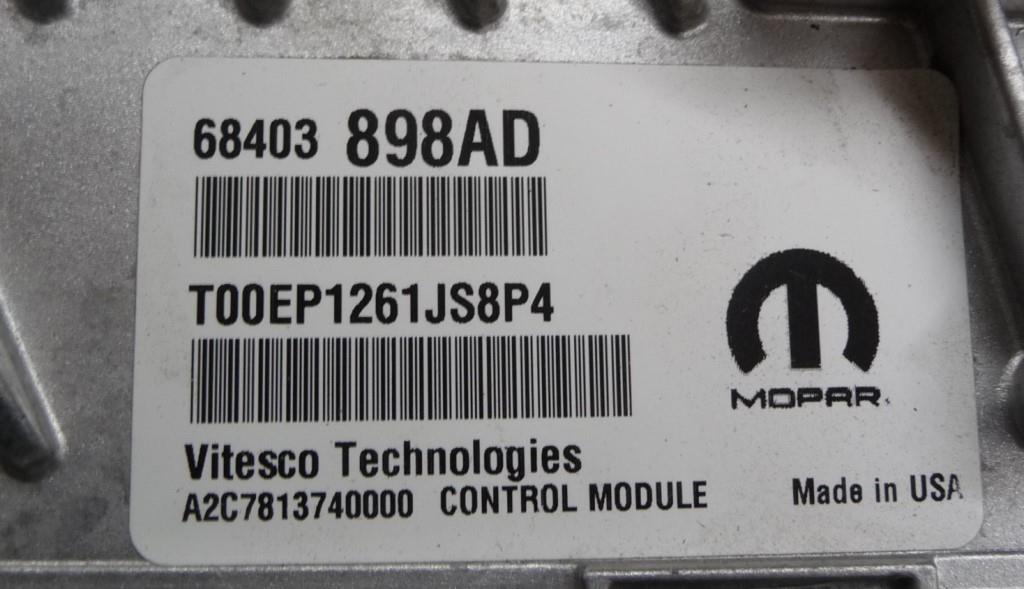 68403 898AD
T00EP1261JS8P4
MOPAR
Vitesco Technologies
A2C7813740000 CONTROL MODULE
Made in USA